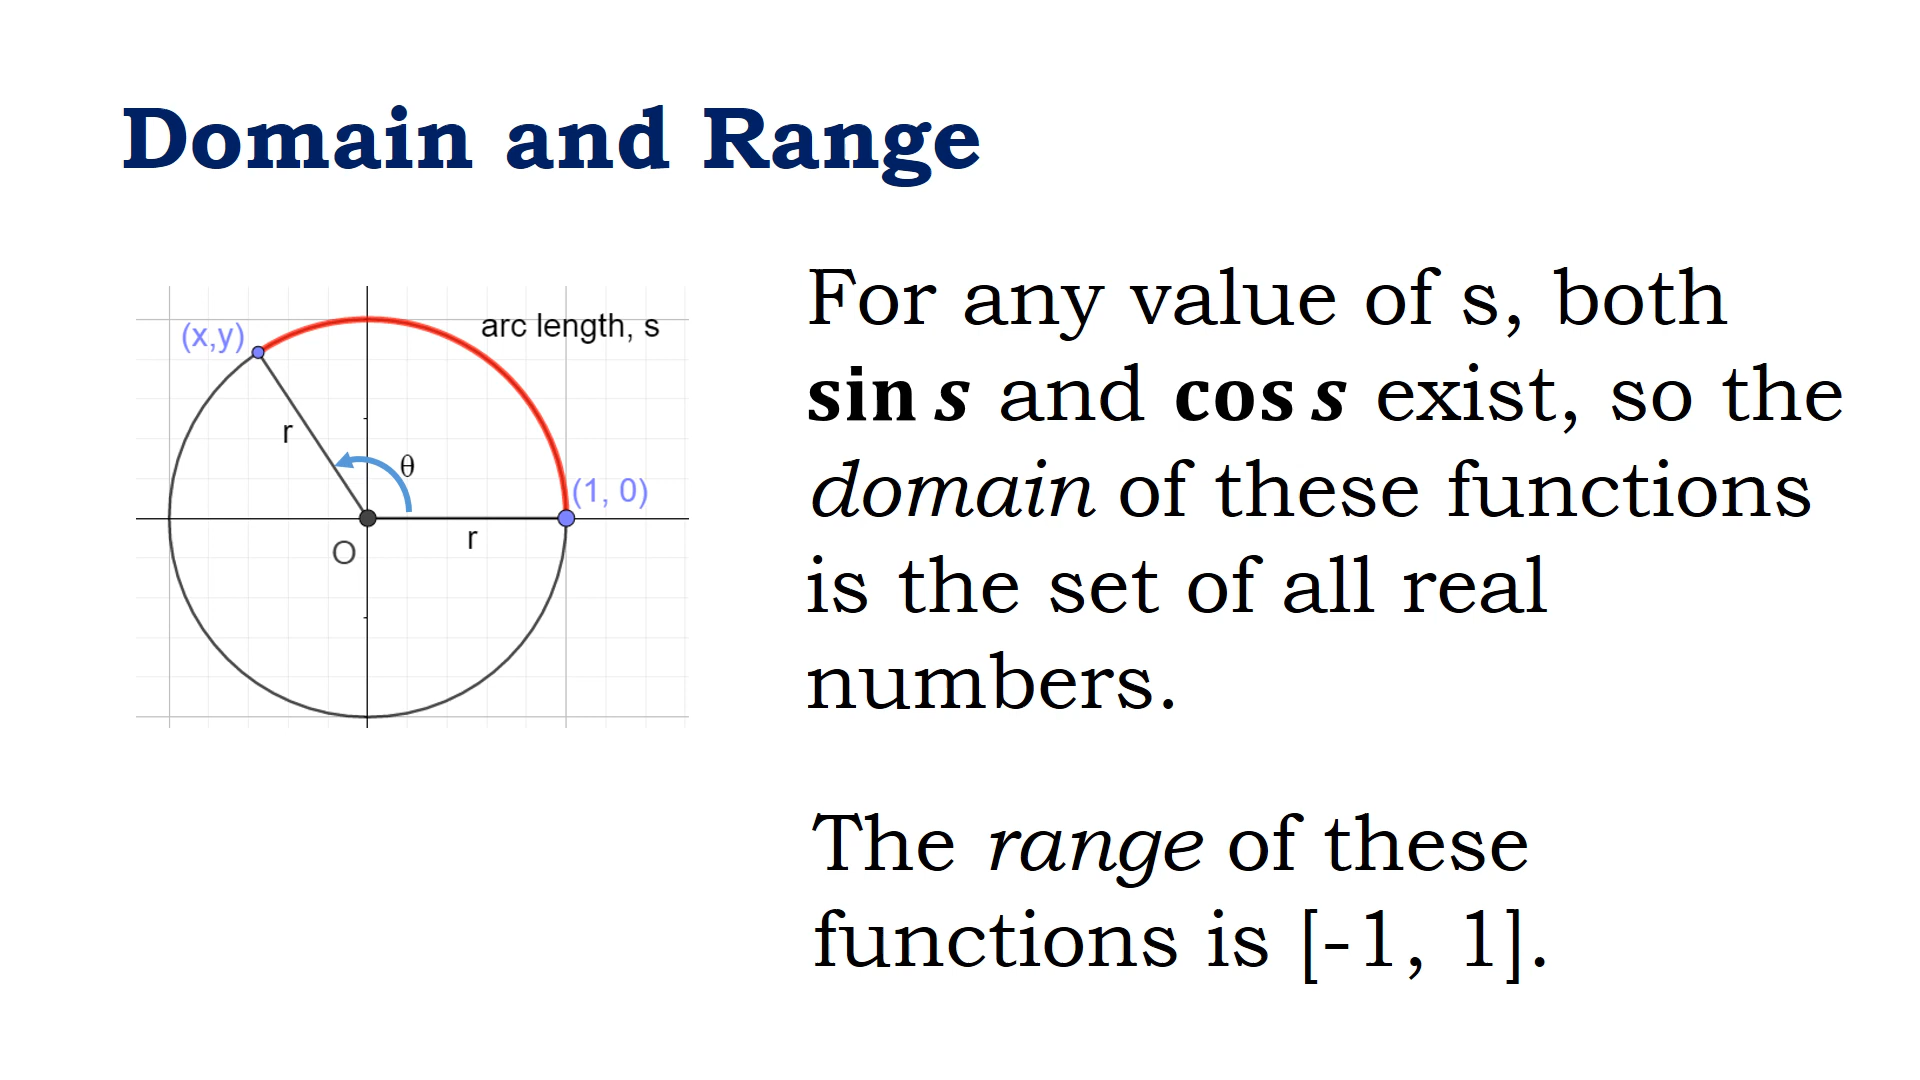 Domain and Range
(x,y)
arc length, s
r
θ
(1, 0)
r
O
For any value of s, both
sin s and cos s exist, so the
domain of these functions
is the set of all real
numbers.
The range of these
functions is [-1, 1].